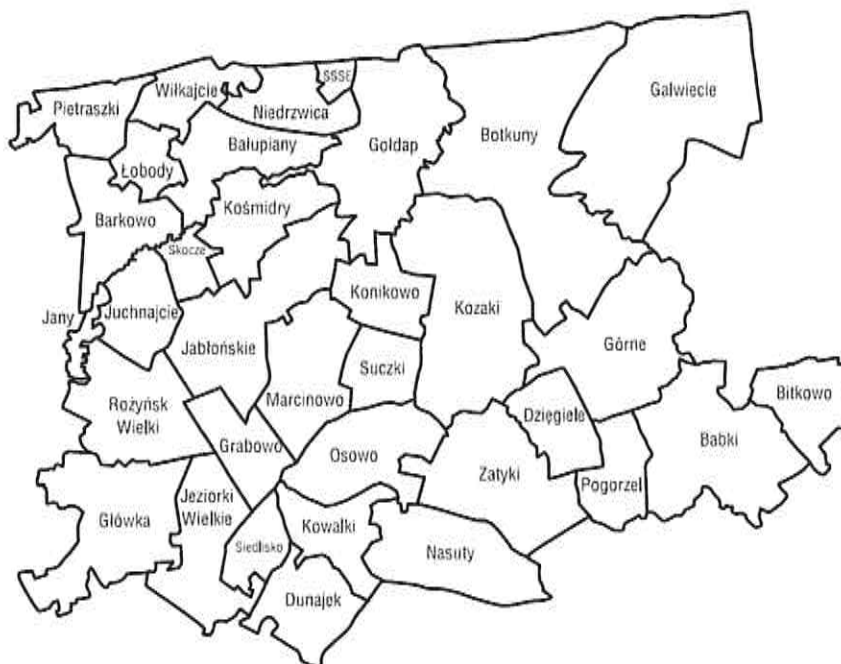 SSSE
Pietraszki
Wiłkajcie
Niedrzwica
Galwiecie
Botkuny
Gołdap
Bałupiany
Łobody
Kośmidry
Barkowo
Skocze
Konikowo
Kozaki
Jany
Juchnajcie
Jabłońskie
Górne
Suczki
Marcinowo
Rożyńsk
Wielki
Dzięgiele
Bitkowo
Grabowo
Osowo
Babki
Zatyki
Pogorzel
Jeziorki
Wielkie
Główka
Kowalki
Siedlisko
Nasuty
Dunajek